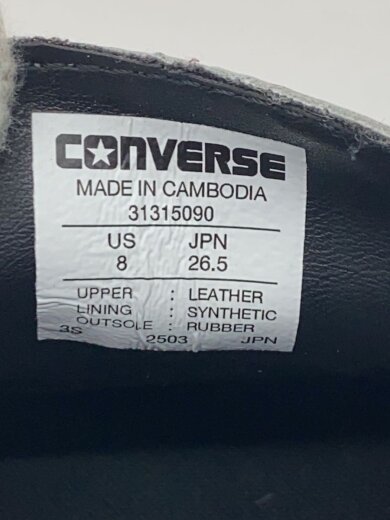 CONVERSE
MADE IN CAMBODIA
31315090
US JPN
8 26.5
UPPER : LEATHER
LINING : SYNTHETIC
OUTSOLE : RUBBER
3S 2503 JPN